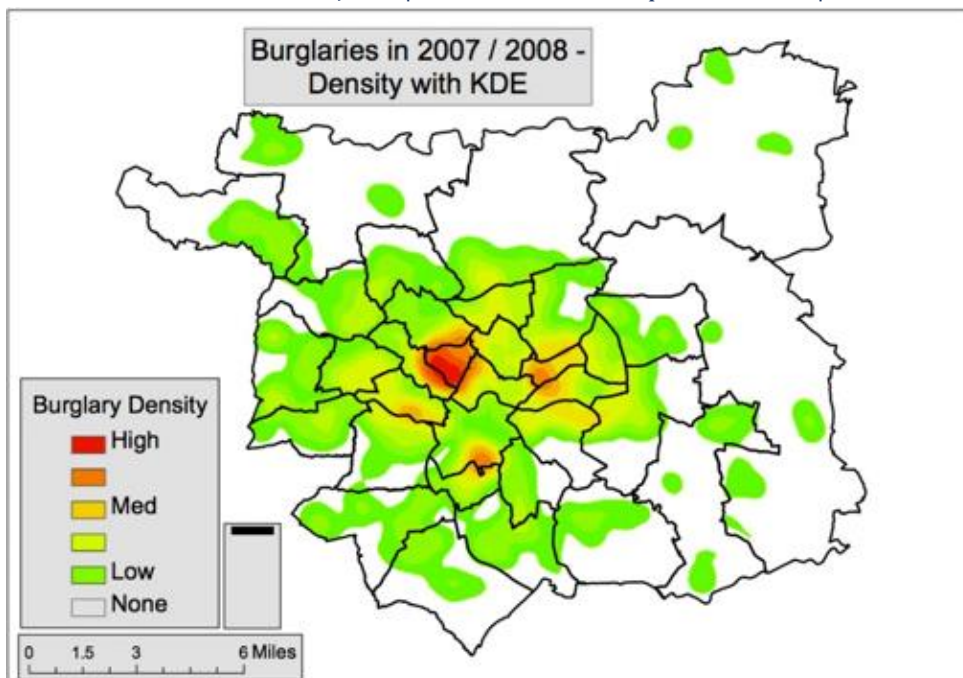 Burglaries in 2007 / 2008 -
Density with KDE
Burglary Density
High
Med
Low
None
0 1.5 3 6 Miles